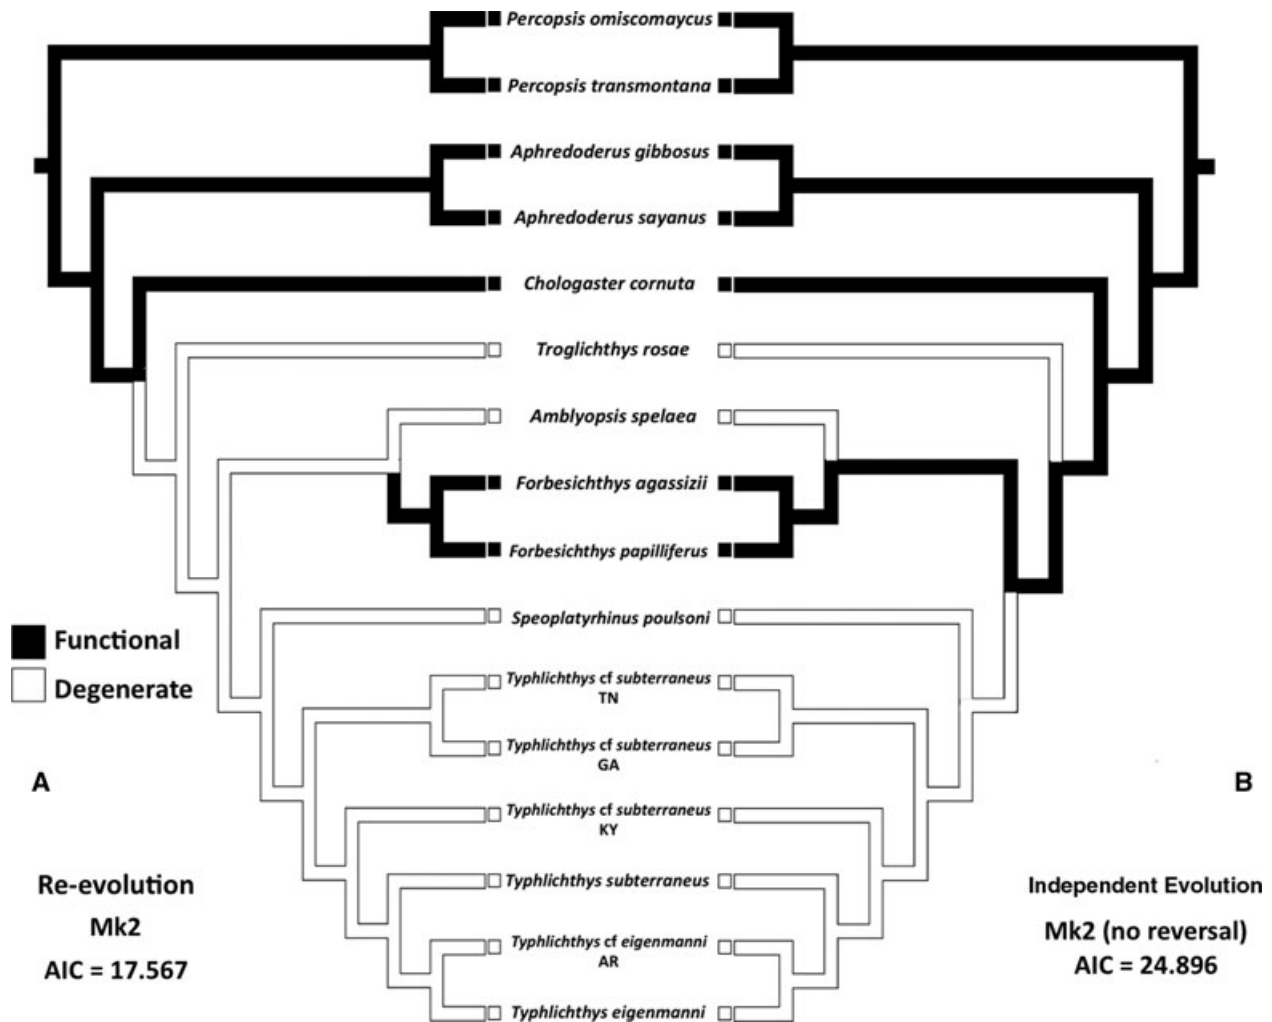 Percopsis omiscomaycus
Percopsis transmontana
Aphredoderus gibbosus
Aphredoderus sayanus
Chologaster cornuta
Troglichthys rosae
Amblyopsis spelaea
Forbesichthys agassizii
Forbesichthys papilliferus
Speoplatyrhinus poulsoni
Functional
Degenerate
Typhlichthys cf subterraneus
TN
Typhlichthys cf subterraneus
GA
A
B
Typhlichthys cf subterraneus
KY
Typhlichthys subterraneus
Typhlichthys cf eigenmanni
AR
Typhlichthys eigenmanni
Re-evolution
Mk2
AIC = 17.567
Independent Evolution
Mk2 (no reversal)
AIC = 24.896